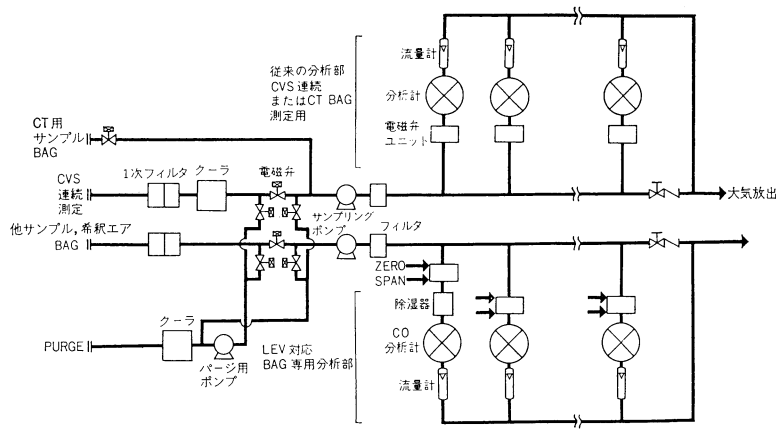 流量計
従来の分析部
CVS連続
またはCT BAG
測定用
分析計
電磁弁
ユニット
CT用
サンプル
BAG
1次フィルタ
クーラ
電磁弁
CVS
連続
測定
サンプリング
ポンプ
大気放出
他サンプル,希釈エア
BAG
フィルタ
ZERO
SPAN
除湿器
クーラ
CO
分析計
PURGE
パージ用
ポンプ
LEV対応
BAG専用分析部
流量計